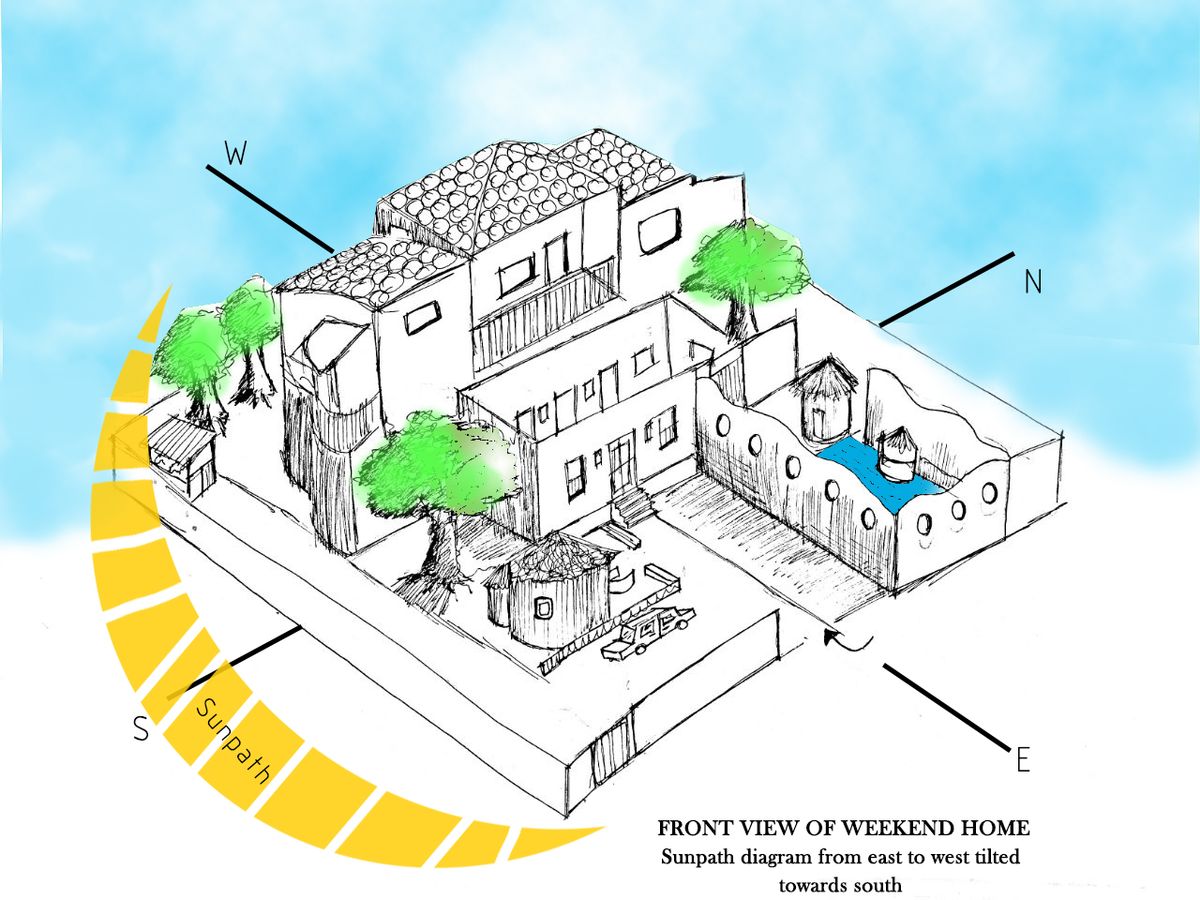 W
N
S
Sunpath
E
FRONT VIEW OF WEEKEND HOME
Sunpath diagram from east to west tilted
towards south